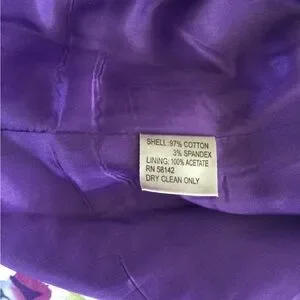 SHELL: 97% COTTON
3% SPANDEX
LINING: 100% ACETATE
RN 58142
DRY CLEAN ONLY